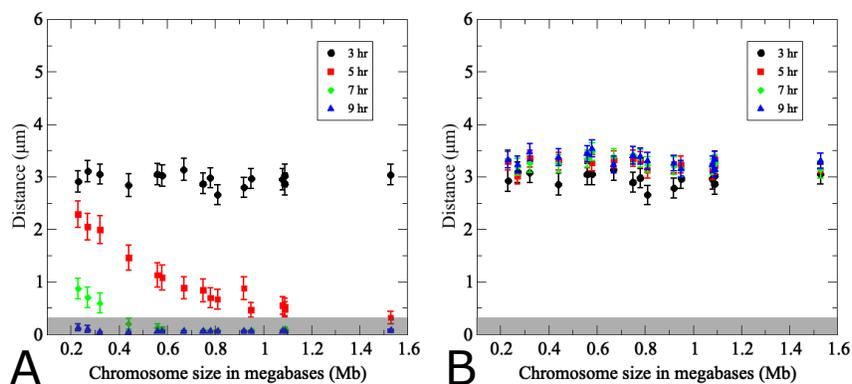 6
5
4
3
2
1
0
Distance (μm)
3 hr
5 hr
7 hr
9 hr
0.2 0.4 0.6 0.8 1 1.2 1.4 1.6
Chromosome size in megabases (Mb)
A
6
5
4
3
2
1
0
Distance (μm)
3 hr
5 hr
7 hr
9 hr
0.2 0.4 0.6 0.8 1 1.2 1.4 1.6
Chromosome size in megabases (Mb)
B